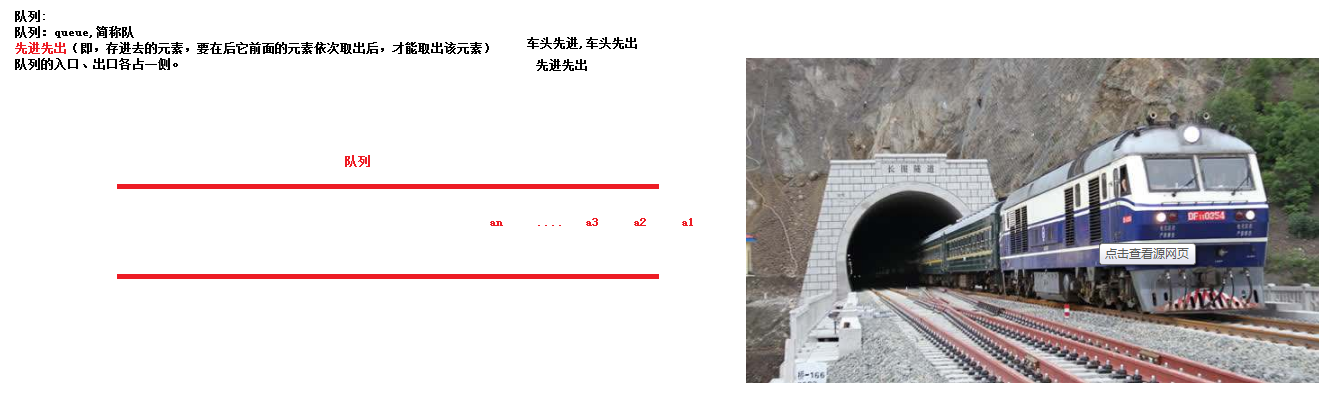 队列:
队列: queue,简称队
先进先出(即,存进去的元素,要在后它前面的元素依次取出后,才能取出该元素)
队列的入口、出口各占一侧。
车头先进,车头先出
先进先出
队列
an .... a3 a2 a1
长图隧道
DF 0254
点击查看源网页
桥-166